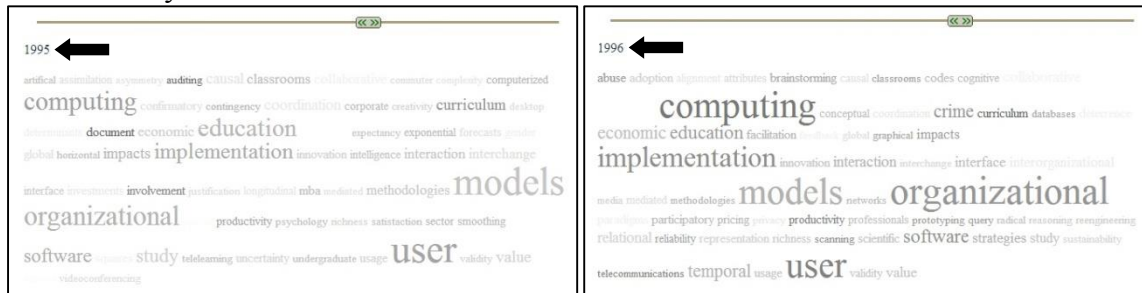 1995
artifical assimilation asymmetry auditing causal classrooms collaborative commuter complexity computerized
computing confirmatory contingency coordination corporate creativity curriculum desktop
determinants document economic education expectancy exponential forecasts gender
global horizontal impacts implementation innovation intelligence interaction interchange
interface investments involvement justification longitudinal mba mediated methodologies models
organizational productivity psychology richness satisfaction sector smoothing
software study telelearning uncertainty undergraduate usage user validity value
videoconferencing
1996
abuse adoption alignment attributes brainstorming causal classrooms codes cognitive collaborative
computing conceptual coordination crime curriculum databases deterrence
economic education facilitation feedback global graphical impacts
implementation innovation interaction interchange interface interorganizational
media mediated methodologies models networks organizational
paradigms participatory pricing privacy productivity professionals prototyping query radical reasoning reengineering
relational reliability representation richness scanning scientific software strategies study sustainability
telecommunications temporal usage user validity value